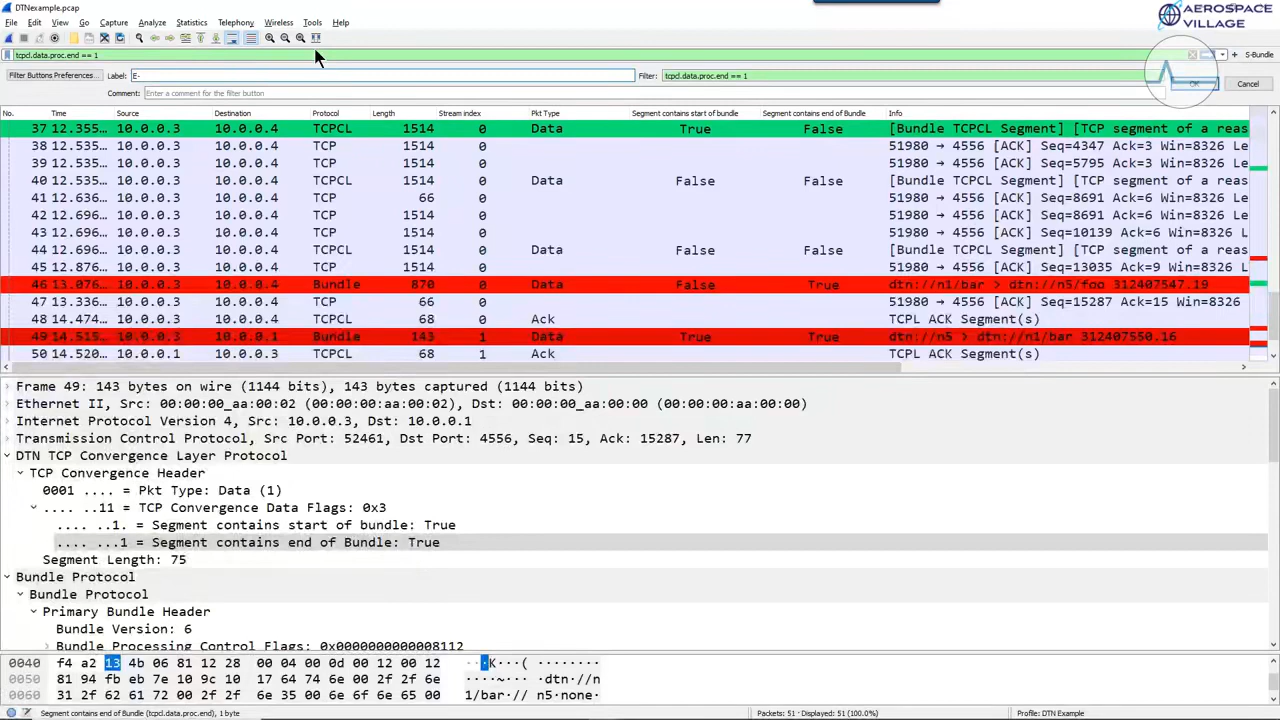 DTNexample.pcap
AEROSPACE
VILLAGE
File Edit View Go Capture Analyze Statistics Telephony Wireless Tools Help
tcpcl.data.proc.end == 1 + S-Bundle
Filter Buttons Preferences... Label: E- Filter: tcpcl.data.proc.end == 1 OK Cancel
Comment: Enter a comment for the filter button
No. Time Source Destination Protocol Length Stream index Pkt Type Segment contains start of bundle Segment contains end of Bundle Info
37 12.355… 10.0.0.3 10.0.0.4 TCPCL 1514 0 Data True False [Bundle TCPCL Segment] [TCP segment of a reas
38 12.535… 10.0.0.3 10.0.0.4 TCP 1514 0 51980 → 4556 [ACK] Seq=4347 Ack=3 Win=8326 Le
39 12.535… 10.0.0.3 10.0.0.4 TCP 1514 0 51980 → 4556 [ACK] Seq=5795 Ack=3 Win=8326 Le
40 12.535… 10.0.0.3 10.0.0.4 TCPCL 1514 0 Data False False [Bundle TCPCL Segment] [TCP segment of a reas
41 12.636… 10.0.0.3 10.0.0.4 TCP 66 0 51980 → 4556 [ACK] Seq=8691 Ack=6 Win=8326 Le
42 12.696… 10.0.0.3 10.0.0.4 TCP 1514 0 51980 → 4556 [ACK] Seq=8691 Ack=6 Win=8326 Le
43 12.696… 10.0.0.3 10.0.0.4 TCP 1514 0 51980 → 4556 [ACK] Seq=10139 Ack=6 Win=8326 L
44 12.696… 10.0.0.3 10.0.0.4 TCPCL 1514 0 Data False False [Bundle TCPCL Segment] [TCP segment of a reas
45 12.876… 10.0.0.3 10.0.0.4 TCP 1514 0 51980 → 4556 [ACK] Seq=13035 Ack=9 Win=8326 L
46 13.076… 10.0.0.3 10.0.0.4 Bundle 870 0 Data False True dtn://n1/bar > dtn://n5/foo 312407547.19
47 13.336… 10.0.0.3 10.0.0.4 TCP 66 0 51980 → 4556 [ACK] Seq=15287 Ack=15 Win=8326
48 14.474… 10.0.0.3 10.0.0.4 TCPCL 68 0 Ack TCPL ACK Segment(s)
49 14.515… 10.0.0.3 10.0.0.1 Bundle 143 1 Data True True dtn://n5 > dtn://n1/bar 312407550.16
50 14.520… 10.0.0.1 10.0.0.3 TCPCL 68 1 Ack TCPL ACK Segment(s)
Frame 49: 143 bytes on wire (1144 bits), 143 bytes captured (1144 bits)
Ethernet II, Src: 00:00:00_aa:00:02 (00:00:00:aa:00:02), Dst: 00:00:00_aa:00:00 (00:00:00:aa:00:00)
Internet Protocol Version 4, Src: 10.0.0.3, Dst: 10.0.0.1
Transmission Control Protocol, Src Port: 52461, Dst Port: 4556, Seq: 15, Ack: 15287, Len: 77
DTN TCP Convergence Layer Protocol
TCP Convergence Header
0001 .... = Pkt Type: Data (1)
.... ..11 = TCP Convergence Data Flags: 0x3
.... ..1. = Segment contains start of bundle: True
.... ...1 = Segment contains end of Bundle: True
Segment Length: 75
Bundle Protocol
Bundle Protocol
Primary Bundle Header
Bundle Version: 6
Bundle Processing Control Flags: 0x0000000000008112
0040 f4 a2 13 4b 06 81 12 28 00 04 00 0d 00 12 00 12 ···K···( ········
0050 81 94 fb eb 7e 10 9c 10 17 64 74 6e 00 2f 2f 6e ····~··· ·dtn·//n
0060 31 2f 62 61 72 00 2f 2f 6e 35 00 6e 6f 6e 65 00 1/bar·// n5·none·
Segment contains end of Bundle (tcpcl.data.proc.end), 1 byte Packets: 51 · Displayed: 51 (100.0%) Profile: DTN Example